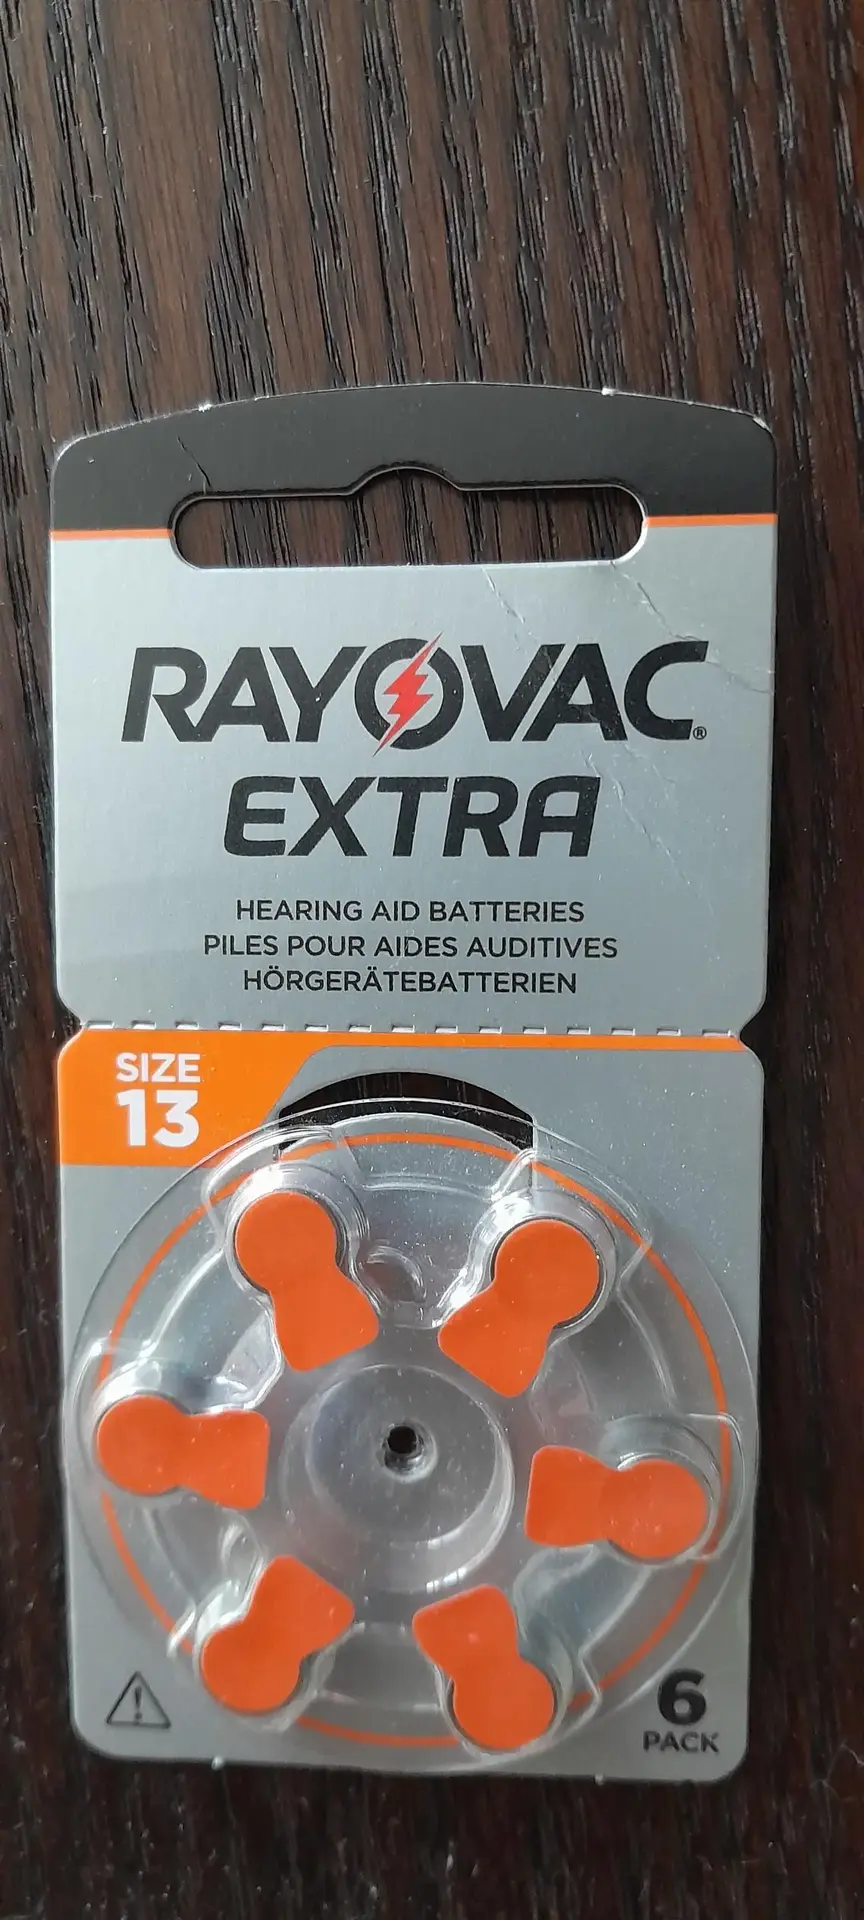 RAYOVAC®
EXTRA
HEARING AID BATTERIES
PILES POUR AIDES AUDITIVES
HÖRGERÄTEBATTERIEN
SIZE
13
6
PACK